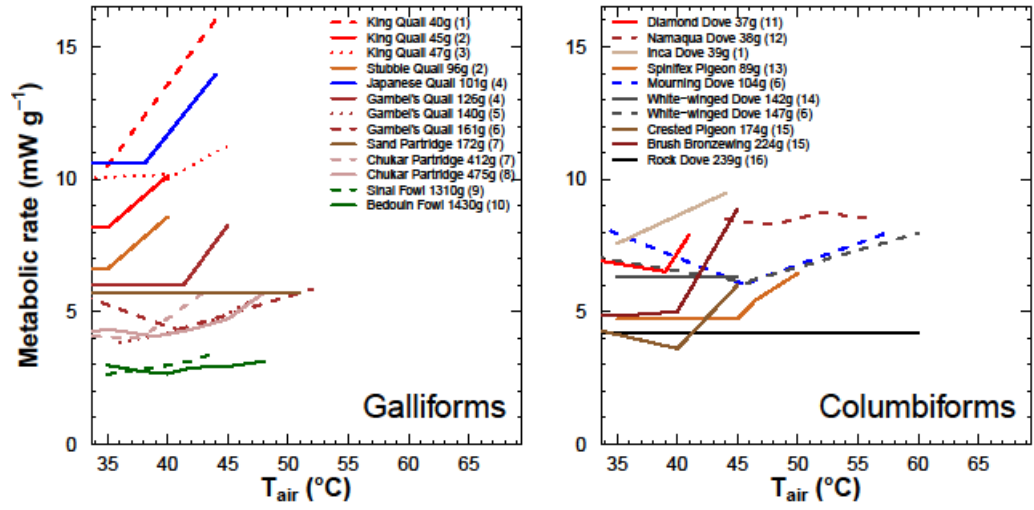 Metabolic rate (mW g⁻¹)
15
10
5
0
King Quail 40g (1)
King Quail 45g (2)
King Quail 47g (3)
Stubble Quail 96g (2)
Japanese Quail 101g (4)
Gambel's Quail 126g (4)
Gambel's Quail 140g (5)
Gambel's Quail 161g (6)
Sand Partridge 172g (7)
Chukar Partridge 412g (7)
Chukar Partridge 475g (8)
Sinai Fowl 1310g (9)
Bedouin Fowl 1430g (10)
Galliforms
35 40 45 50 55 60 65
T air (°C)
15
10
5
0
Diamond Dove 37g (11)
Namaqua Dove 38g (12)
Inca Dove 39g (1)
Spinifex Pigeon 89g (13)
Mourning Dove 104g (6)
White-winged Dove 142g (14)
White-winged Dove 147g (6)
Crested Pigeon 174g (15)
Brush Bronzewing 224g (15)
Rock Dove 239g (16)
Columbiforms
35 40 45 50 55 60 65
T air (°C)